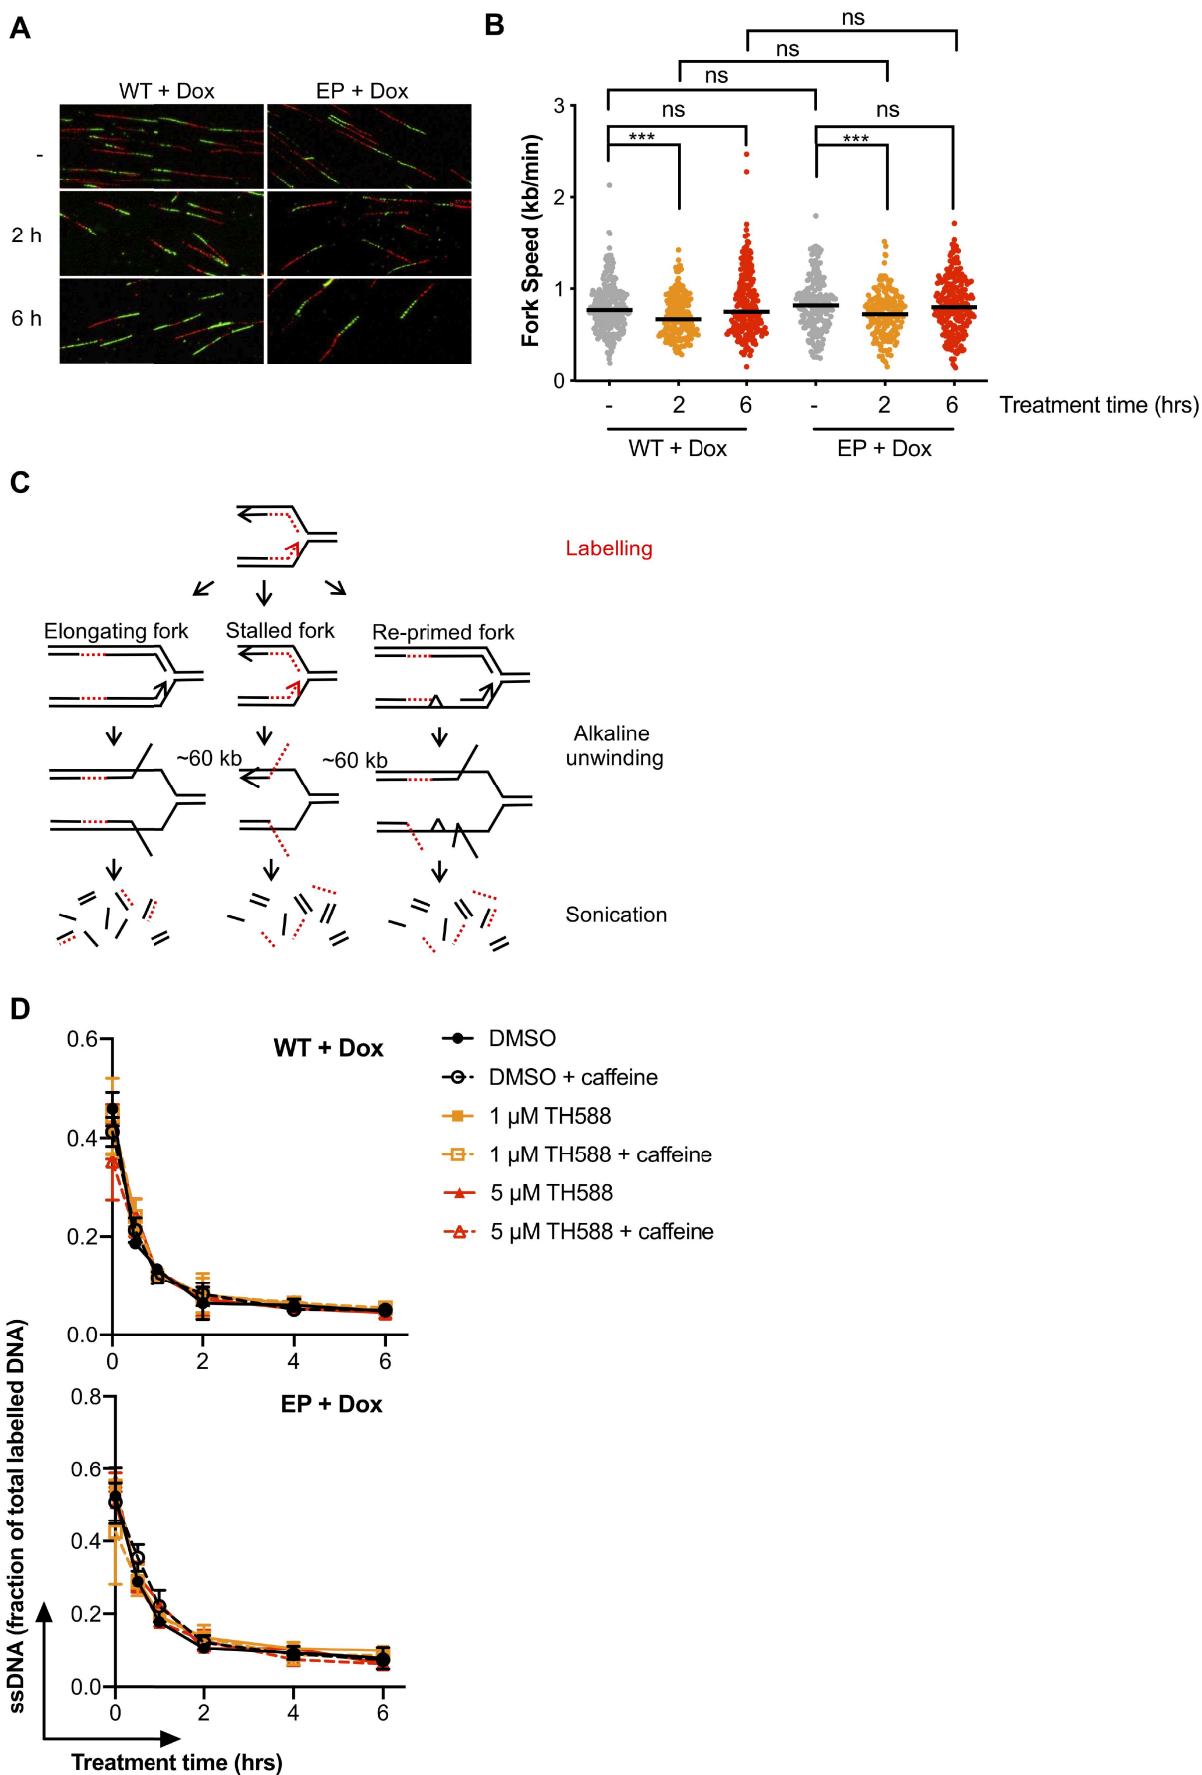 A
WT + Dox
EP + Dox
-
2 h
6 h
B
ns
ns
ns
ns
ns
***
***
Fork Speed (kb/min)
3
2
1
0
- 2 6 - 2 6
Treatment time (hrs)
WT + Dox
EP + Dox
C
Labelling
Elongating fork
Stalled fork
Re-primed fork
~60 kb
~60 kb
Alkaline
unwinding
Sonication
D
WT + Dox
0.6
0.4
0.2
0.0
0 2 4 6
DMSO
DMSO + caffeine
1 µM TH588
1 µM TH588 + caffeine
5 µM TH588
5 µM TH588 + caffeine
EP + Dox
0.8
0.6
0.4
0.2
0.0
0 2 4 6
ssDNA (fraction of total labelled DNA)
Treatment time (hrs)